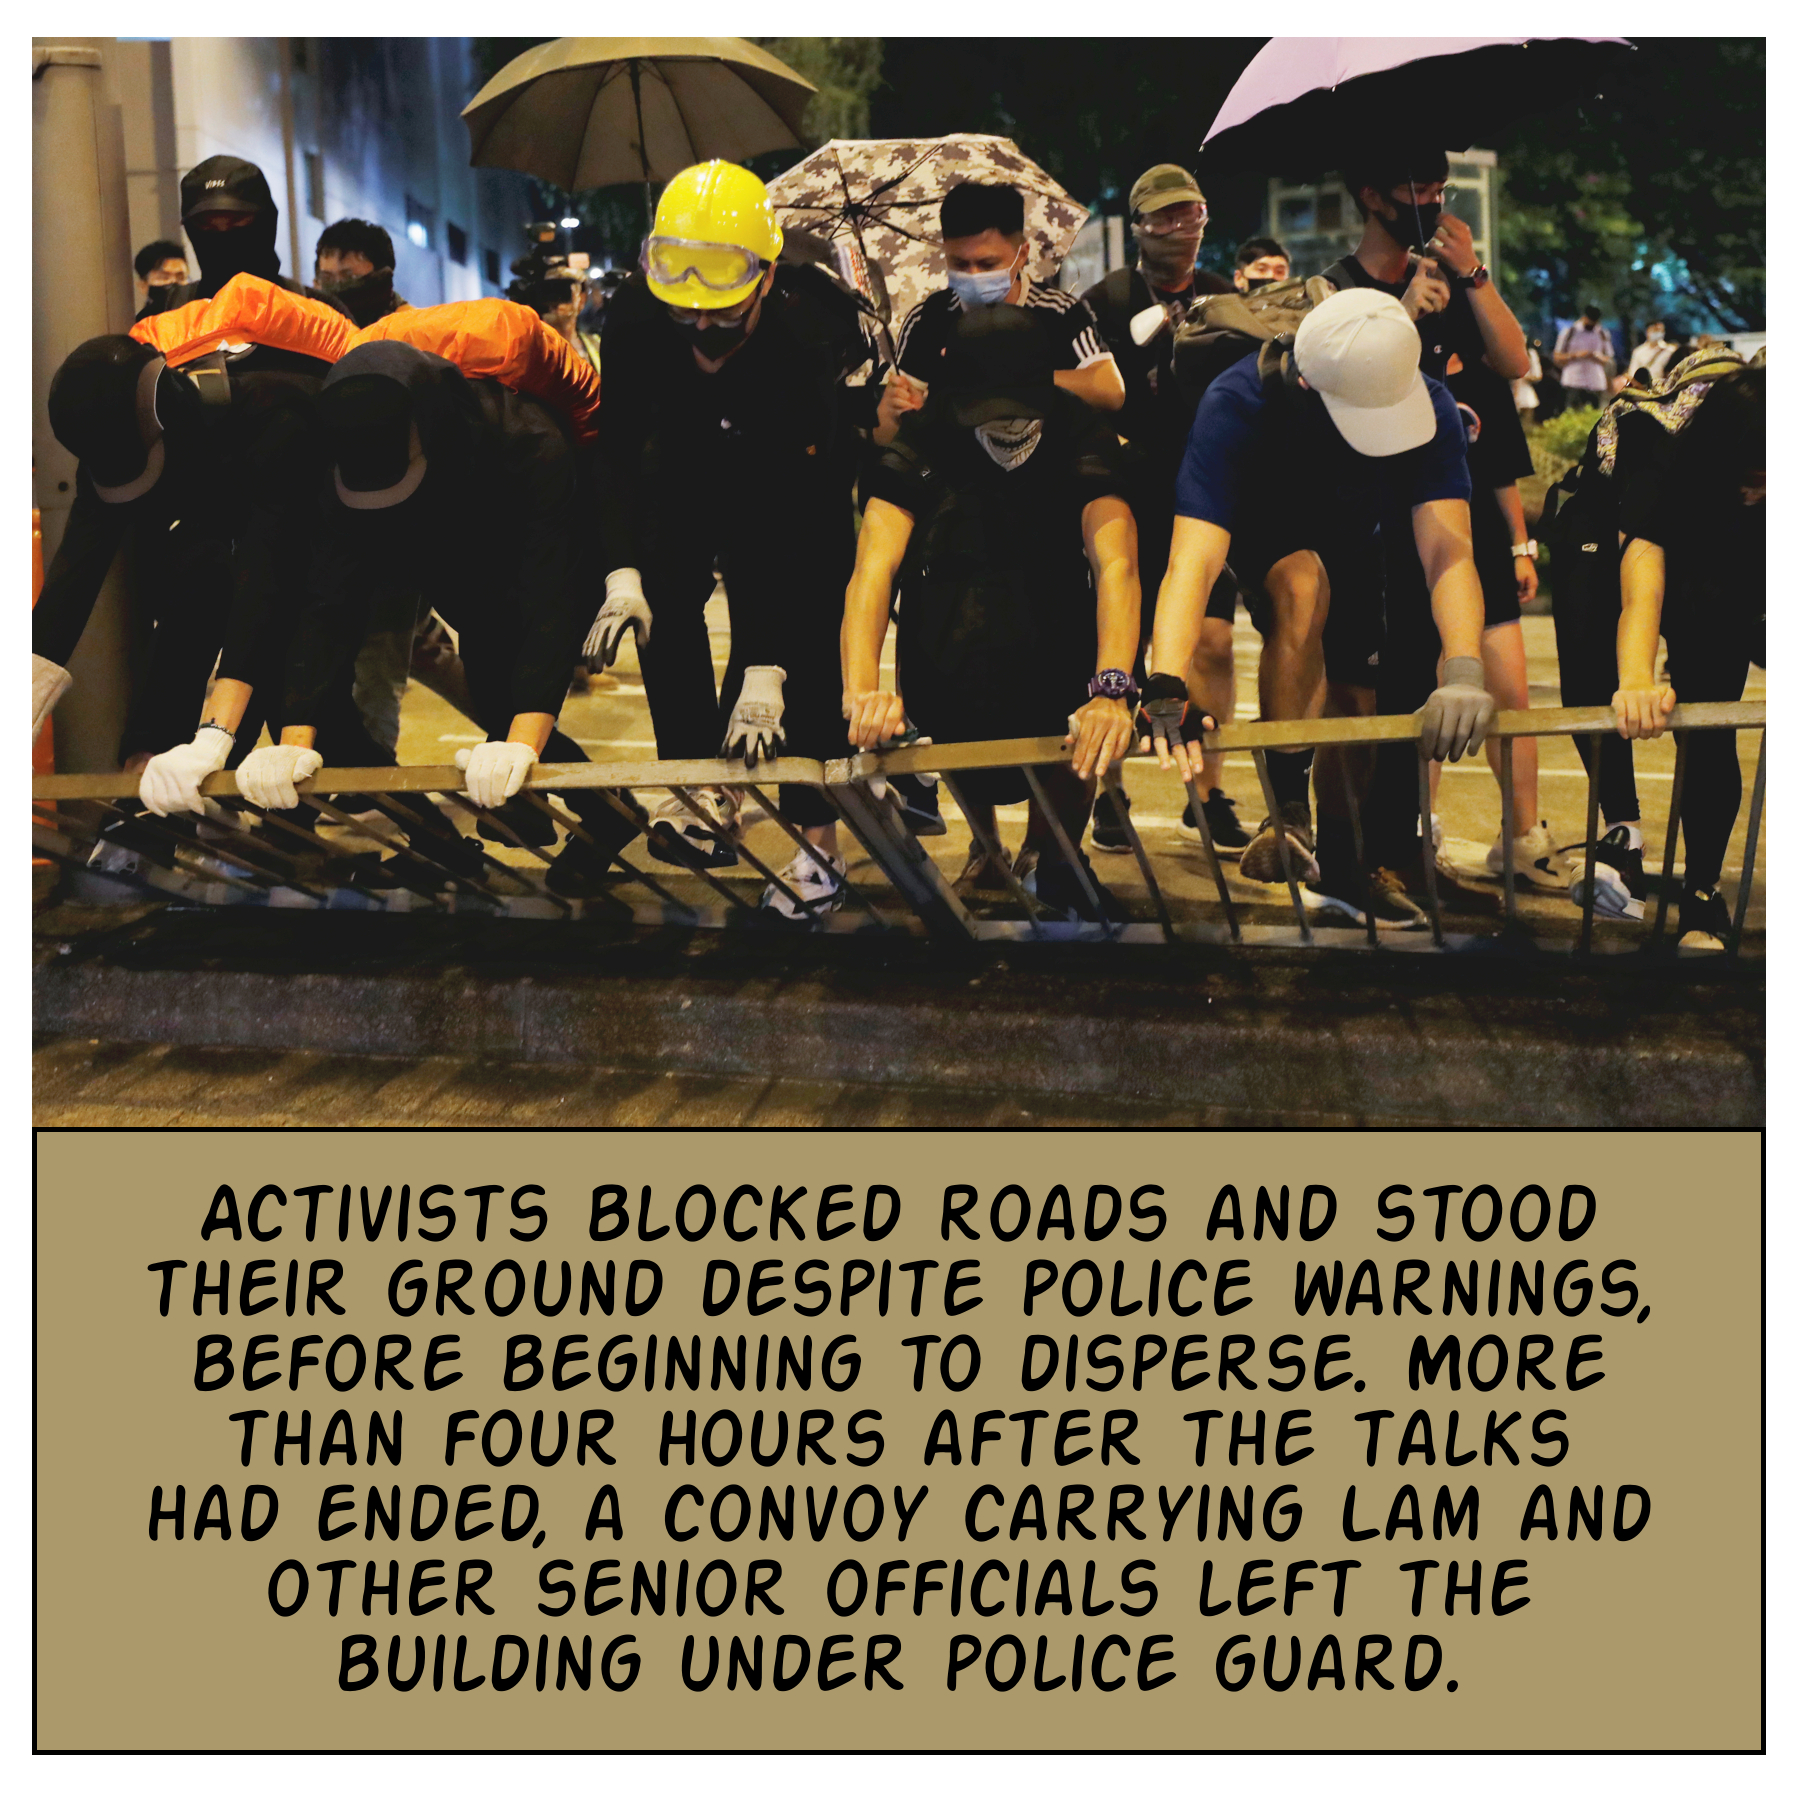 ACTIVISTS BLOCKED ROADS AND STOOD
THEIR GROUND DESPITE POLICE WARNINGS,
BEFORE BEGINNING TO DISPERSE. MORE
THAN FOUR HOURS AFTER THE TALKS
HAD ENDED, A CONVOY CARRYING LAM AND
OTHER SENIOR OFFICIALS LEFT THE
BUILDING UNDER POLICE GUARD.